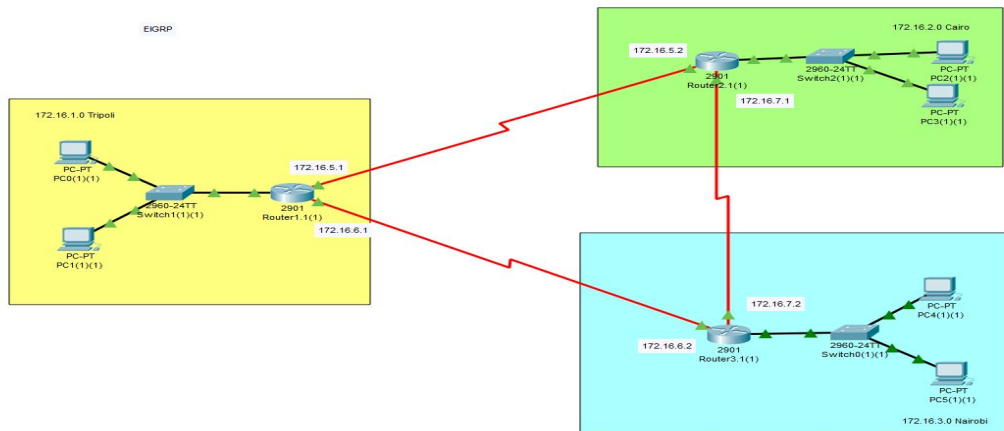 EIGRP
172.16.1.0 Tripoli
PC-PT
PC0(1)(1)
PC-PT
PC1(1)(1)
2960-24TT
Switch1(1)(1)
2901
Router1.1(1)
172.16.5.1
172.16.6.1
172.16.2.0 Cairo
172.16.5.2
2901
Router2.1(1)
172.16.7.1
2960-24TT
Switch2(1)(1)
PC-PT
PC2(1)(1)
PC-PT
PC3(1)(1)
172.16.7.2
172.16.6.2
2901
Router3.1(1)
2960-24TT
Switch0(1)(1)
PC-PT
PC4(1)(1)
PC-PT
PC5(1)(1)
172.16.3.0 Nairobi